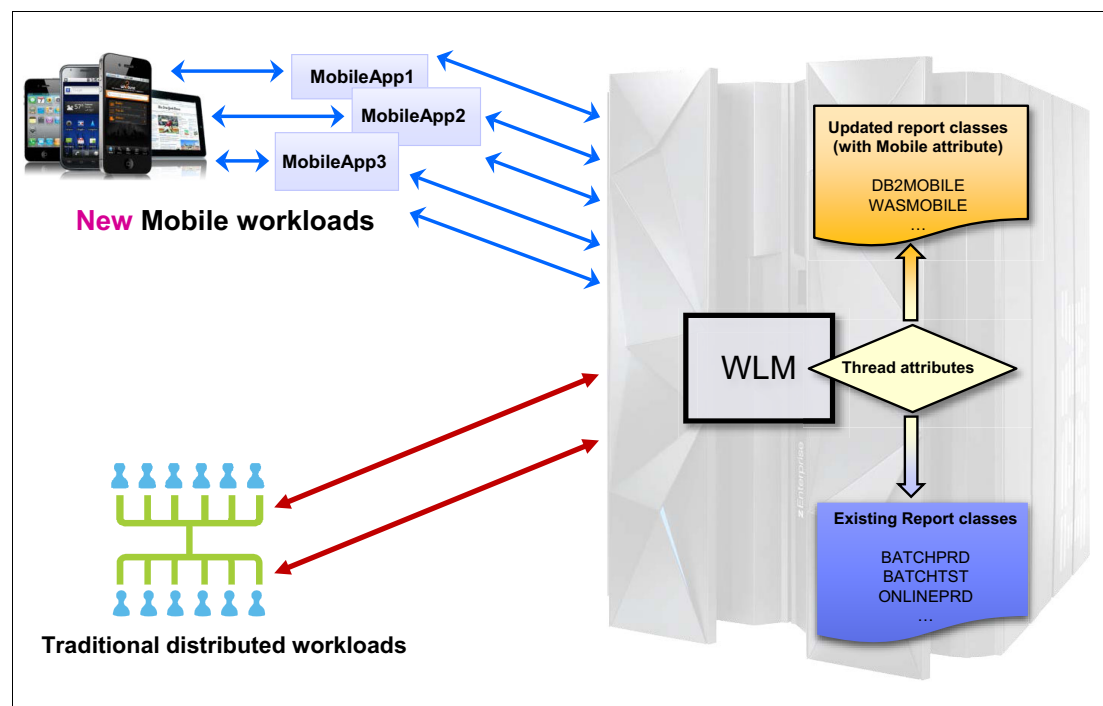 MobileApp1
MobileApp2
MobileApp3
New Mobile workloads
Updated report classes
(with Mobile attribute)
DB2MOBILE
WASMOBILE
…
WLM
Thread attributes
zEnterprise
Existing Report classes
BATCHPRD
BATCHTST
ONLINEPRD
…
Traditional distributed workloads